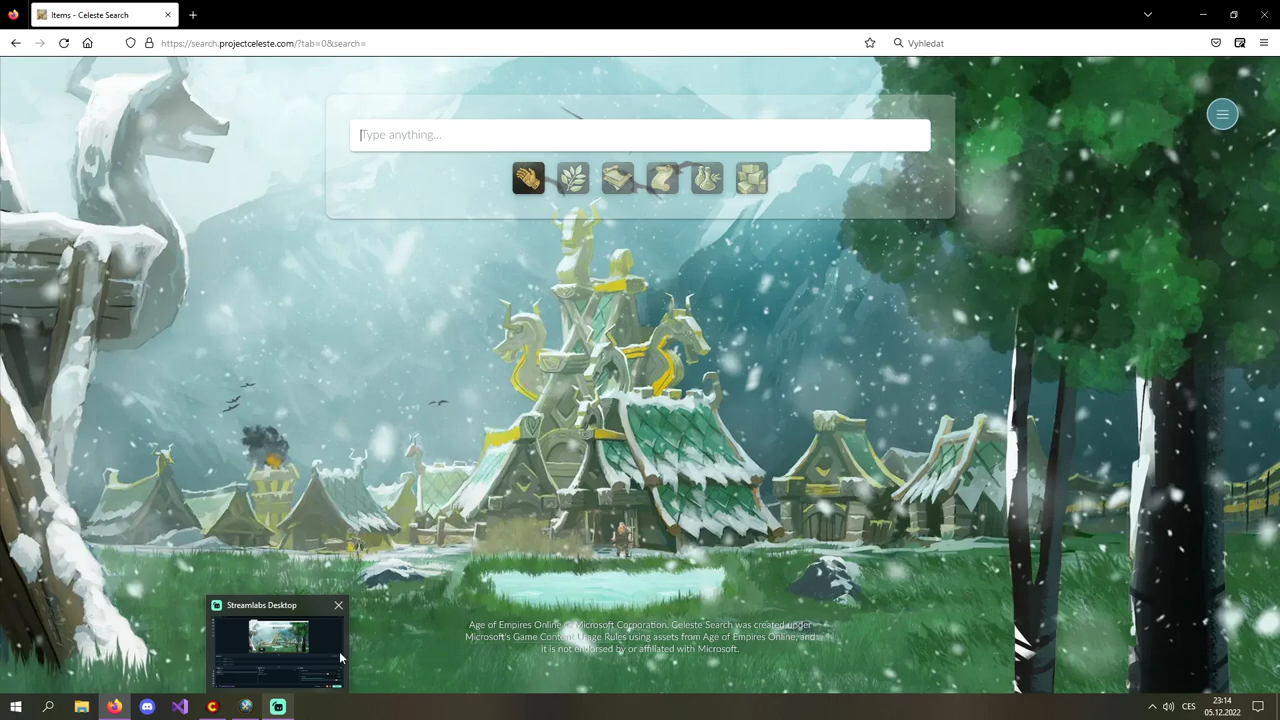 Items - Celeste Search
https://search.projectceleste.com/?tab=0&search=
Vyhledat
Type anything...
Streamlabs Desktop
Age of Empires Online © Microsoft Corporation. Celeste Search was created under
Microsoft's Game Content Usage Rules using assets from Age of Empires Online, and
it is not endorsed by or affiliated with Microsoft.
CES
23:14
05.12.2022